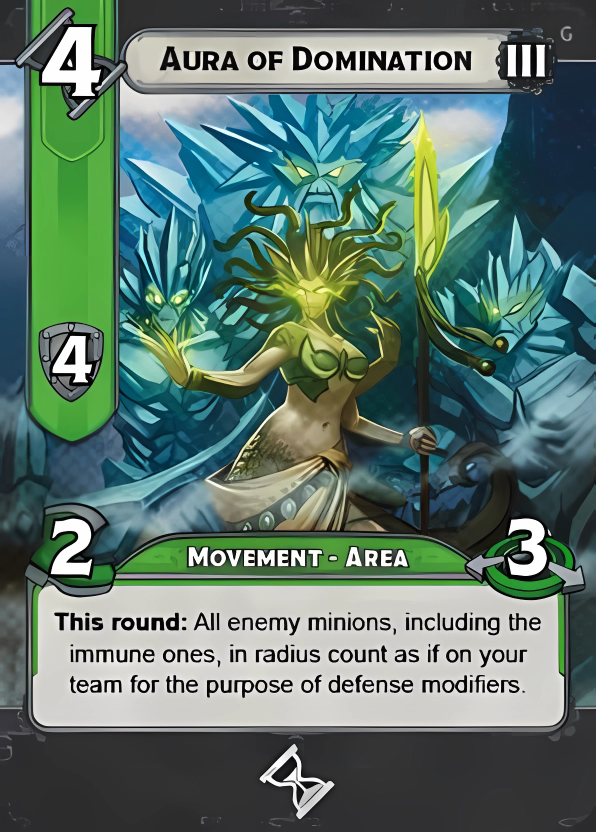 4
AURA OF DOMINATION
III
G
4
2
MOVEMENT - AREA
3
This round: All enemy minions, including the
immune ones, in radius count as if on your
team for the purpose of defense modifiers.